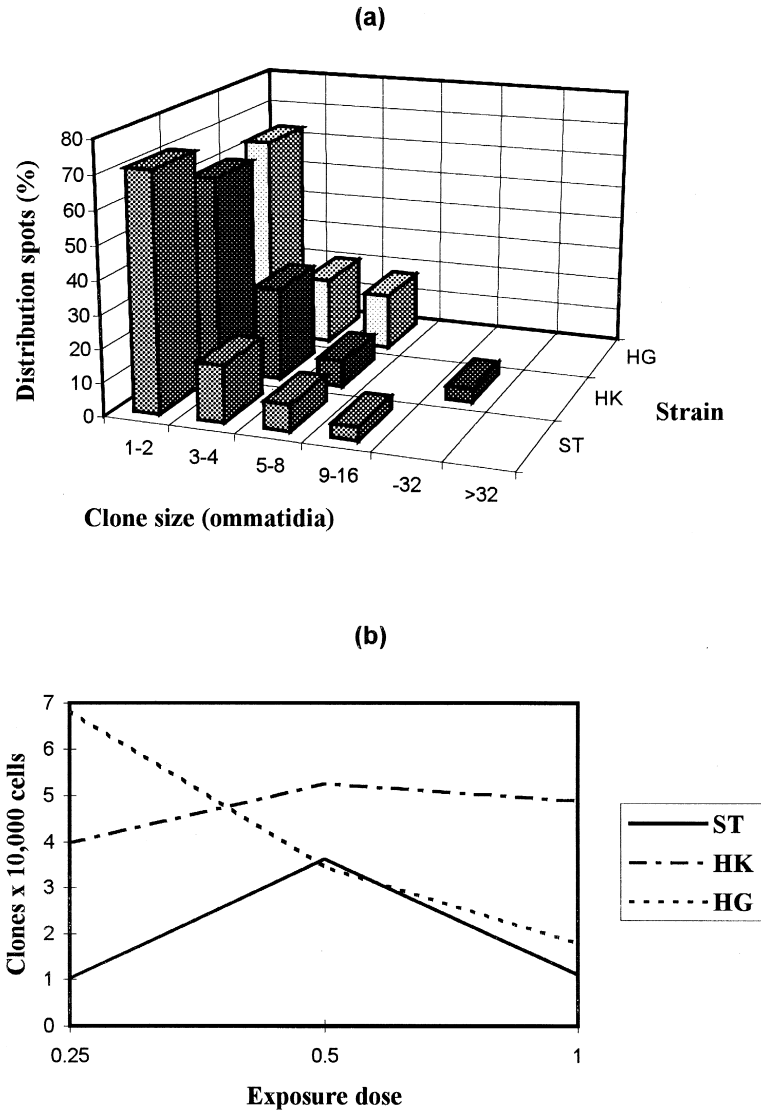 (a)
80
70
60
50
40
30
20
10
0
Distribution spots (%)
1-2
3-4
5-8
9-16
-32
>32
HG
HK
ST
Strain
Clone size (ommatidia)
(b)
7
6
5
4
3
2
1
0
Clones x 10,000 cells
0.25
0.5
1
Exposure dose
ST
HK
HG